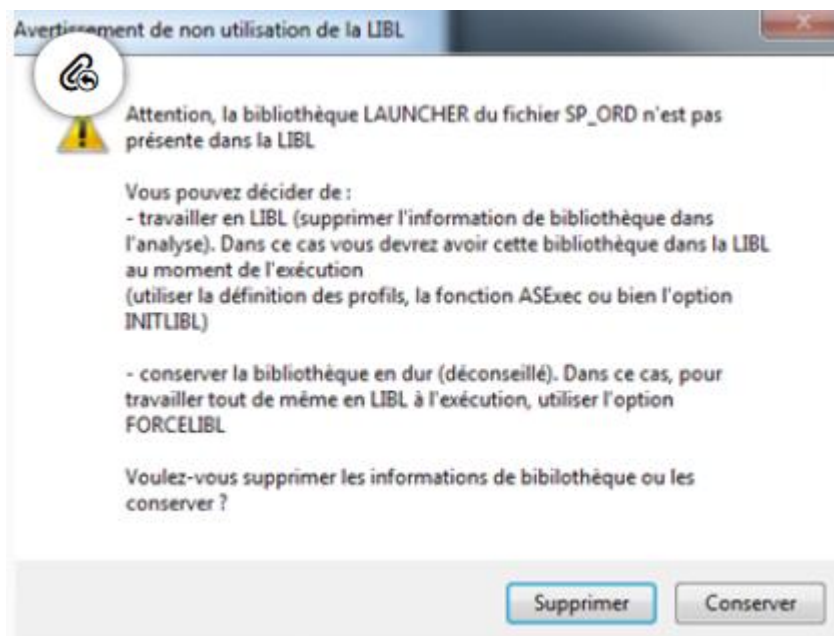 Avertissement de non utilisation de la LIBL
Attention, la bibliothèque LAUNCHER du fichier SP_ORD n'est pas
présente dans la LIBL
Vous pouvez décider de :
- travailler en LIBL (supprimer l'information de bibliothèque dans
l'analyse). Dans ce cas vous devrez avoir cette bibliothèque dans la LIBL
au moment de l'exécution
(utiliser la définition des profils, la fonction ASExec ou bien l'option
INITLIBL)
- conserver la bibliothèque en dur (déconseillé). Dans ce cas, pour
travailler tout de même en LIBL à l'exécution, utiliser l'option
FORCELIBL
Voulez-vous supprimer les informations de bibilothèque ou les
conserver ?
Supprimer
Conserver